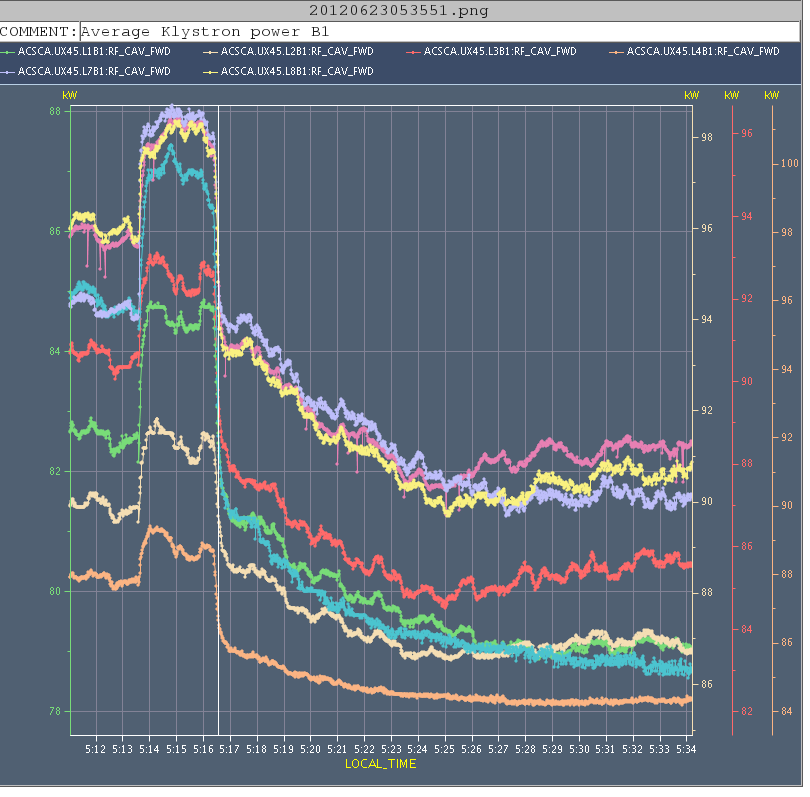 20120623053551.png
COMMENT: Average Klystron power B1
ACSCA.UX45.L1B1:RF_CAV_FWD ACSCA.UX45.L2B1:RF_CAV_FWD ACSCA.UX45.L3B1:RF_CAV_FWD ACSCA.UX45.L4B1:RF_CAV_FWD
ACSCA.UX45.L7B1:RF_CAV_FWD ACSCA.UX45.L8B1:RF_CAV_FWD
kW kW kW kW
88 98 96 100
86 96 94 98
84 94 92 96
82 92 90 94
80 90 88 92
78 88 86 90
86 84 88
82 86
84
5:12 5:13 5:14 5:15 5:16 5:17 5:18 5:19 5:20 5:21 5:22 5:23 5:24 5:25 5:26 5:27 5:28 5:29 5:30 5:31 5:32 5:33 5:34
LOCAL_TIME